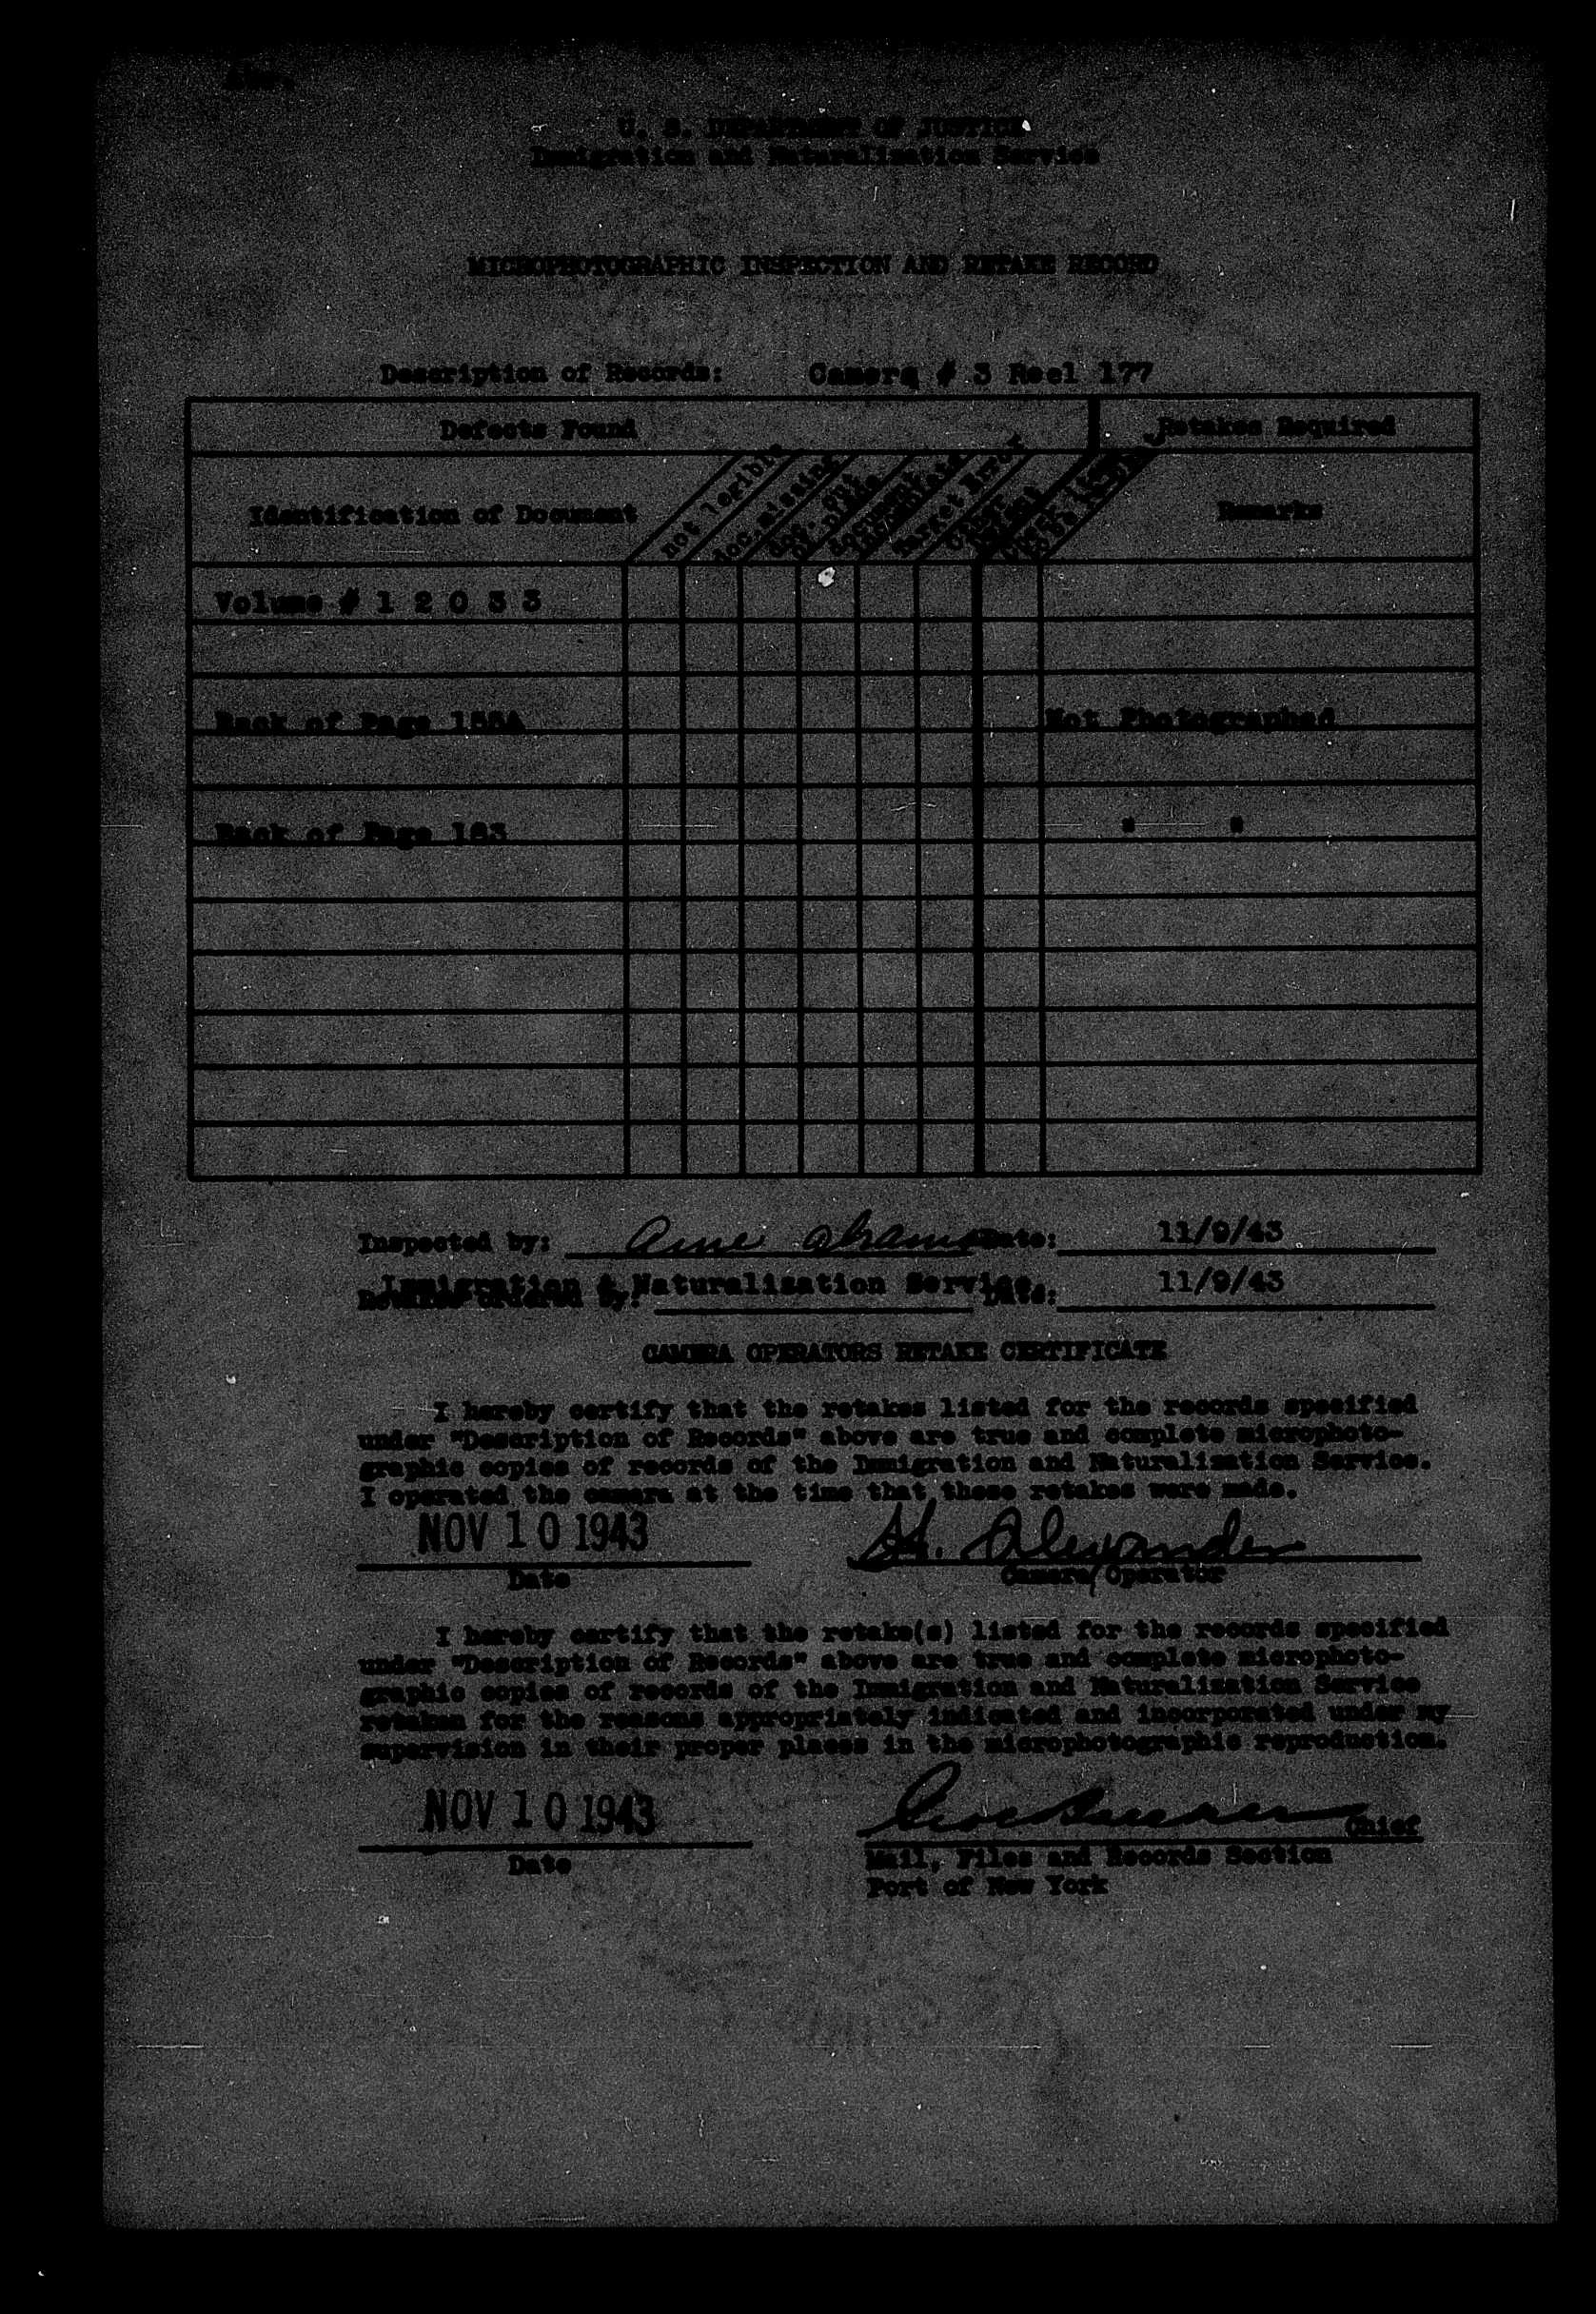 U. S. DEPARTMENT OF JUSTICE
Immigration and Naturalization Service
MICROPHOTOGRAPHIC INSPECTION AND RETAKE RECORD
Description of Records: Camera # 3 Reel 177
Defects Found Retakes Required
Identification of Document not legible doc. missing Remarks
Volume # 1 2 0 3 3
Back of Page Not Photographed
Back of Page " "
Inspected by: Date: 11/9/43
Immigration & Naturalization Service.
Retakes ordered by: Date: 11/9/43
CAMERA OPERATORS RETAKE CERTIFICATE
I hereby certify that the retakes listed for the records specified
under "Description of Records" above are true and complete microphoto-
graphic copies of records of the Immigration and Naturalization Service.
I operated the camera at the time that these retakes were made.
NOV 10 1943 Alexander
Date Camera Operator
I hereby certify that the retake(s) listed for the records specified
under "Description of Records" above are true and complete microphoto-
graphic copies of records of the Immigration and Naturalization Service
retaken for the reasons appropriately indicated and incorporated under my
supervision in their proper places in the microphotographic reproduction.
NOV 10 1943 Chief
Date Mail, Files and Records Section
Port of New York